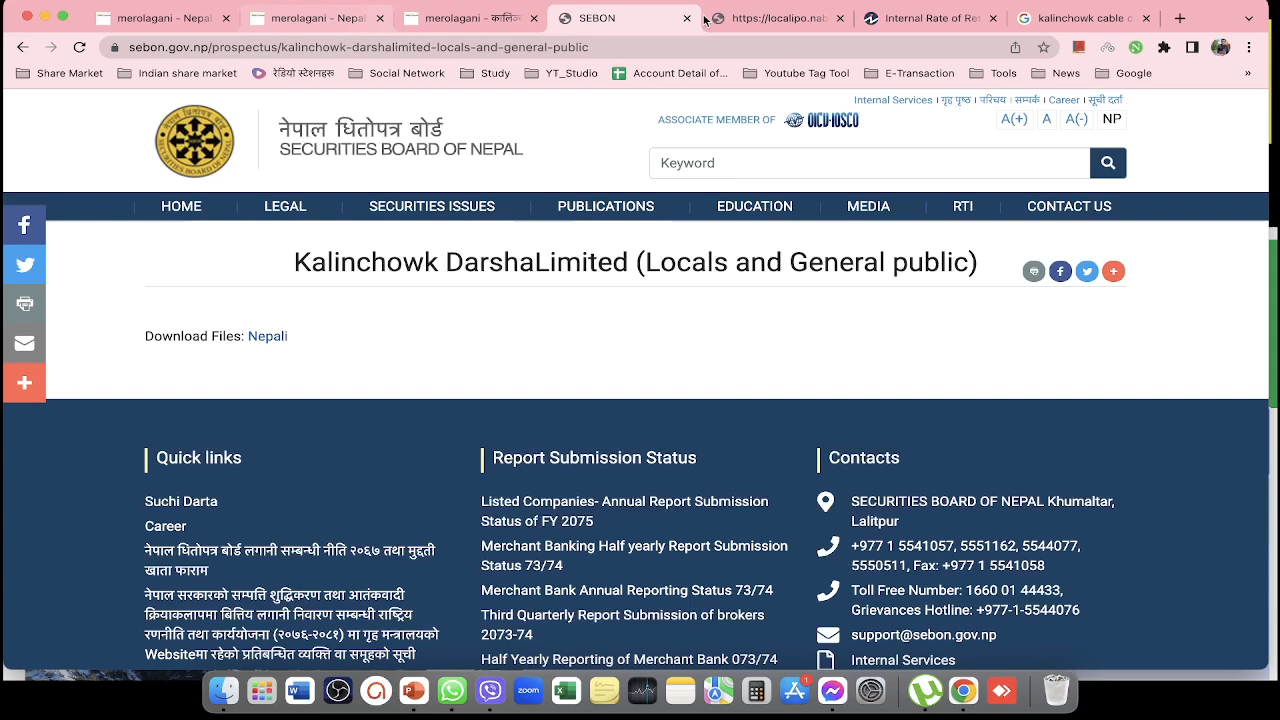 merolagani - Nepal
merolagani - Nepal
merolagani - कालिन्
SEBON
https://localipo.nab
Internal Rate of Ret
kalinchowk cable c
sebon.gov.np/prospectus/kalinchowk-darshalimited-locals-and-general-public
Share Market
Indian share market
रेडियो स्टेशनहरू
Social Network
Study
YT_Studio
Account Detail of...
Youtube Tag Tool
E-Transaction
Tools
News
Google
»
Internal Services
गृह पृष्ठ
परिचय
सम्पर्क
Career
सूची दर्ता
नेपाल धितोपत्र बोर्ड
SECURITIES BOARD OF NEPAL
ASSOCIATE MEMBER OF
OICU-IOSCO
A(+) A A(-) NP
Keyword
HOME
LEGAL
SECURITIES ISSUES
PUBLICATIONS
EDUCATION
MEDIA
RTI
CONTACT US
Kalinchowk DarshaLimited (Locals and General public)
Download Files: Nepali
Quick links
Suchi Darta
Career
नेपाल धितोपत्र बोर्ड लगानी सम्बन्धी नीति २०६७ तथा मुद्दती
खाता फाराम
नेपाल सरकारको सम्पत्ति शुद्धिकरण तथा आतंकवादी
क्रियाकलापमा बित्तिय लगानी निवारण सम्बन्धी राष्ट्रिय
रणनीति तथा कार्ययोजना (२०७६-२०८१) मा गृह मन्त्रालयको
Websiteमा रहेको प्रतिबन्धित व्यक्ति वा समूहको सूची
Report Submission Status
Listed Companies- Annual Report Submission
Status of FY 2075
Merchant Banking Half yearly Report Submission
Status 73/74
Merchant Bank Annual Reporting Status 73/74
Third Quarterly Report Submission of brokers
2073-74
Half Yearly Reporting of Merchant Bank 073/74
Contacts
SECURITIES BOARD OF NEPAL Khumaltar,
Lalitpur
+977 1 5541057, 5551162, 5544077,
5550511, Fax: +977 1 5541058
Toll Free Number: 1660 01 44433,
Grievances Hotline: +977-1-5544076
support@sebon.gov.np
Internal Services
zoom
1